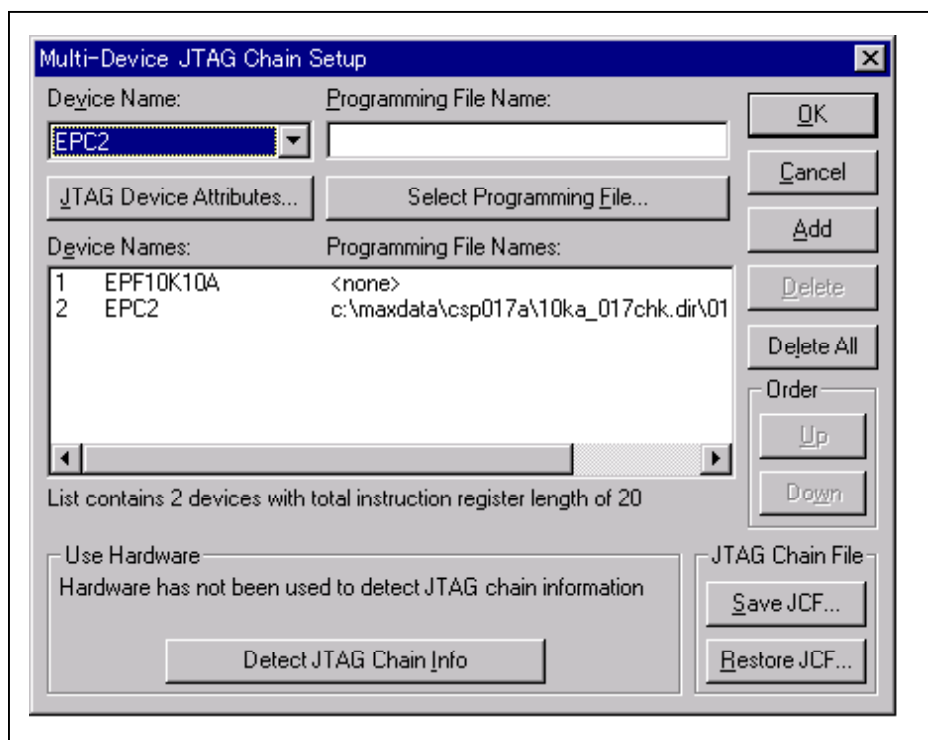 Multi-Device JTAG Chain Setup
Device Name:
Programming File Name:
EPC2
OK
Cancel
JTAG Device Attributes...
Select Programming File...
Add
Device Names:
Programming File Names:
1 EPF10K10A <none>
2 EPC2 c:\maxdata\csp017a\10ka_017chk.dir\01
Delete
Delete All
Order
Up
Down
List contains 2 devices with total instruction register length of 20
Use Hardware
Hardware has not been used to detect JTAG chain information
Detect JTAG Chain Info
JTAG Chain File
Save JCF...
Restore JCF...